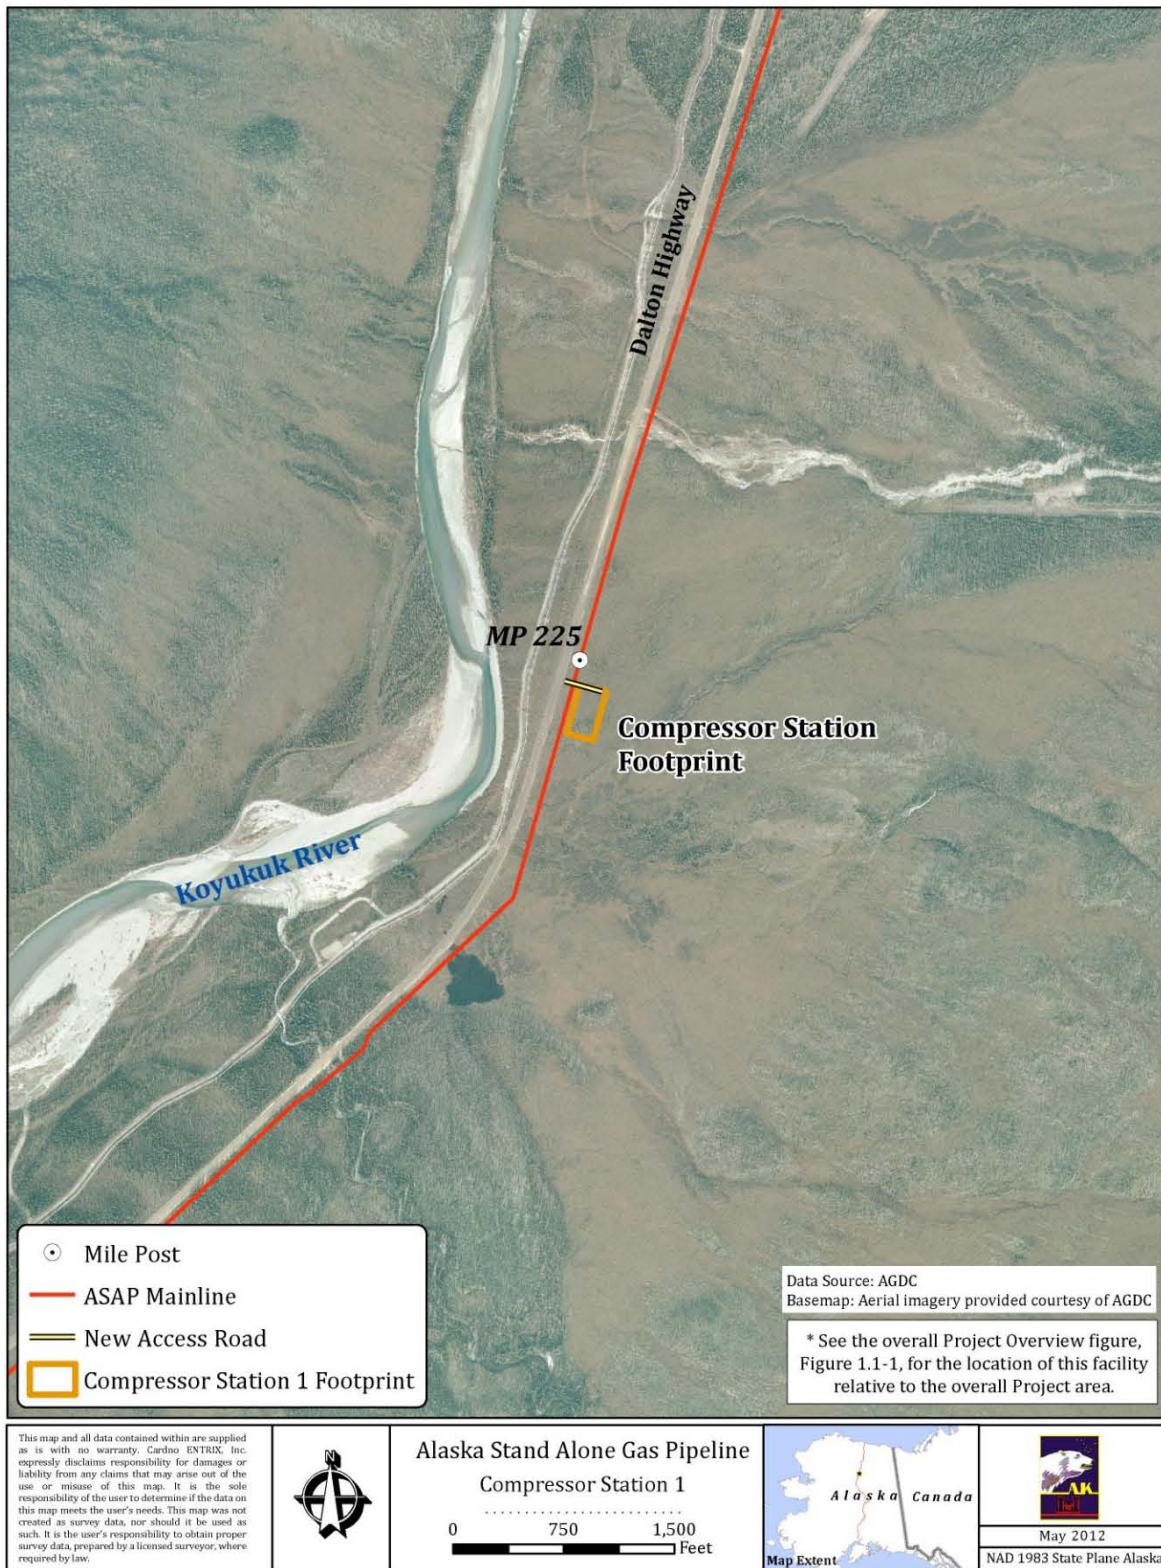 Dalton Highway
MP 225
Compressor Station
Footprint
Koyukuk River
Mile Post
ASAP Mainline
New Access Road
Compressor Station 1 Footprint
Data Source: AGDC
Basemap: Aerial imagery provided courtesy of AGDC
* See the overall Project Overview figure,
Figure 1.1-1, for the location of this facility
relative to the overall Project area.
This map and all data contained within are supplied
as is with no warranty. Cardno ENTRIX, Inc.
expressly disclaims responsibility for damages or
liability from any claims that may arise out of the
use or misuse of this map. It is the sole
responsibility of the user to determine if the data on
this map meets the user's needs. This map was not
created as survey data, nor should it be used as
such. It is the user's responsibility to obtain proper
survey data, prepared by a licensed surveyor, where
required by law.
N
Alaska Stand Alone Gas Pipeline
Compressor Station 1
0 750 1,500
Feet
Alaska Canada
Map Extent
AK
May 2012
NAD 1983 State Plane Alaska